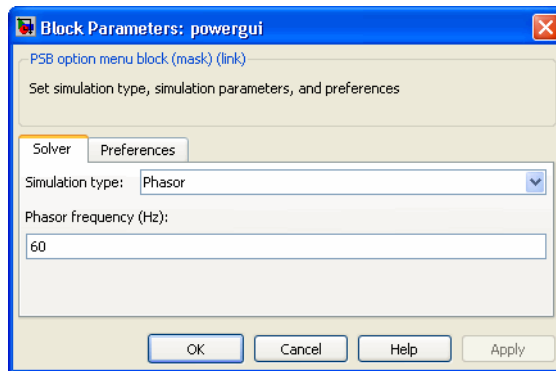 Block Parameters: powergui
PSB option menu block (mask) (link)
Set simulation type, simulation parameters, and preferences
Solver Preferences
Simulation type: Phasor
Phasor frequency (Hz):
60
OK Cancel Help Apply